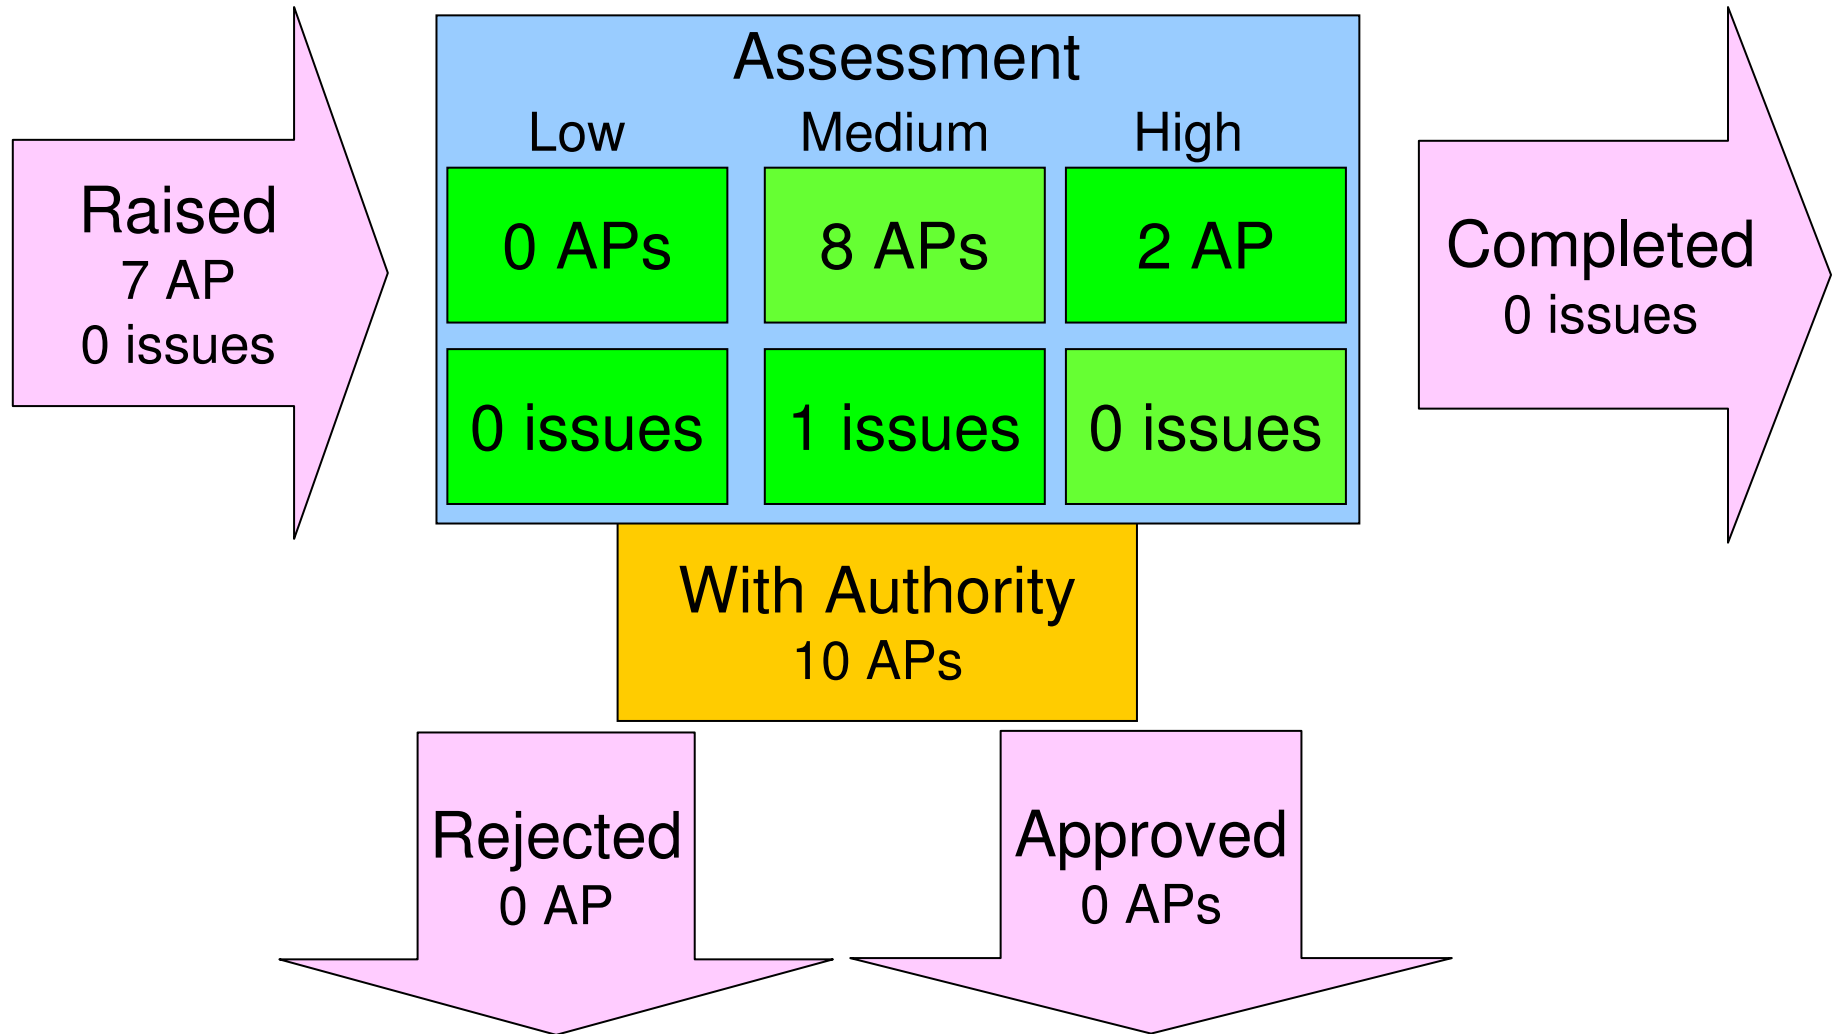 Raised
7 AP
0 issues
Assessment
Low Medium High
0 APs 8 APs 2 AP
0 issues 1 issues 0 issues
With Authority
10 APs
Completed
0 issues
Rejected
0 AP
Approved
0 APs